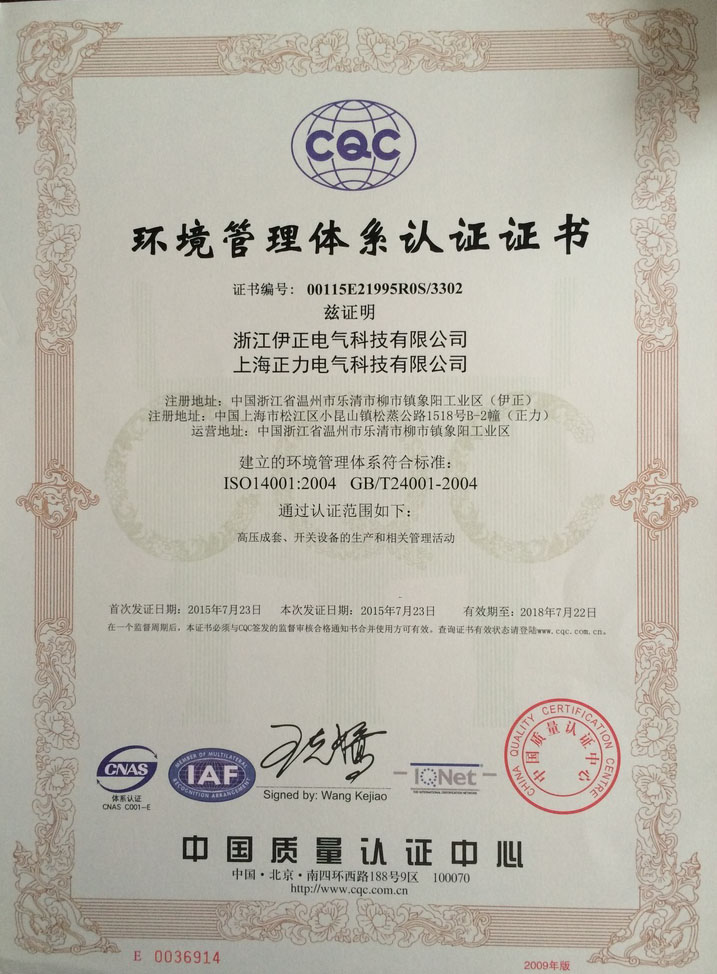 CQC
环境管理体系认证证书
证书编号：00115E21995R0S/3302
兹证明
浙江伊正电气科技有限公司
上海正力电气科技有限公司
注册地址：中国浙江省温州市乐清市柳市镇象阳工业区（伊正）
注册地址：中国上海市松江区小昆山镇松蒸公路1518号B-2幢（正力）
运营地址：中国浙江省温州市乐清市柳市镇象阳工业区
建立的环境管理体系符合标准：
ISO14001:2004 GB/T24001-2004
通过认证范围如下：
高压成套、开关设备的生产和相关管理活动
首次发证日期：2015年7月23日 本次发证日期：2015年7月23日 有效期至：2018年7月22日
在一个监督周期后，本证书必须与CQC签发的监督审核合格通知书合并使用方可有效。查询证书有效状态请登陆www.cqc.com.cn。
CHINA QUALITY CERTIFICATION CENTRE
中国质量认证中心
CNAS
体系认证
CNAS C001-E
MEMBER OF MULTILATERAL
IAF
RECOGNITION ARRANGEMENT
王克娇
Signed by: Wang Kejiao
IQNet
THE INTERNATIONAL CERTIFICATION NETWORK
中国质量认证中心
中国·北京·南四环西路188号9区 100070
http://www.cqc.com.cn
E 0036914
2009年版